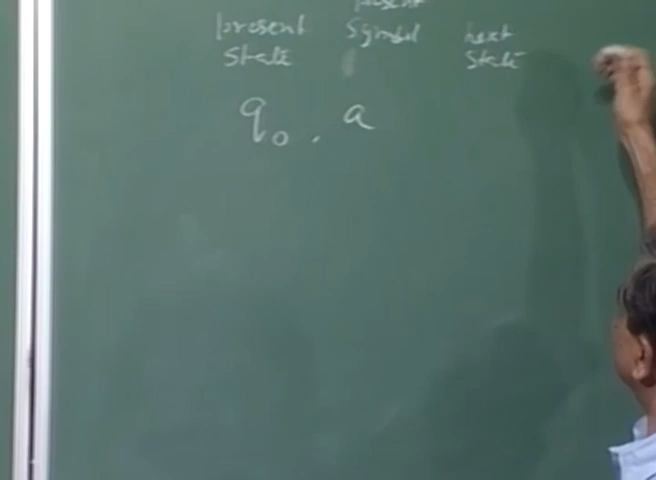 present
present Symbol next
State State
q₀ , a